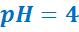 pH = 4